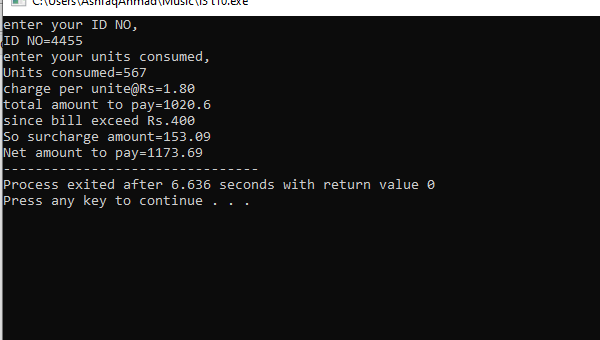 C:\Users\AshfaqAhmad\Music\IST10.exe
enter your ID NO,
ID NO=4455
enter your units consumed,
Units consumed=567
charge per unite@Rs=1.80
total amount to pay=1020.6
since bill exceed Rs.400
So surcharge amount=153.09
Net amount to pay=1173.69
--------------------------------
Process exited after 6.636 seconds with return value 0
Press any key to continue . . .